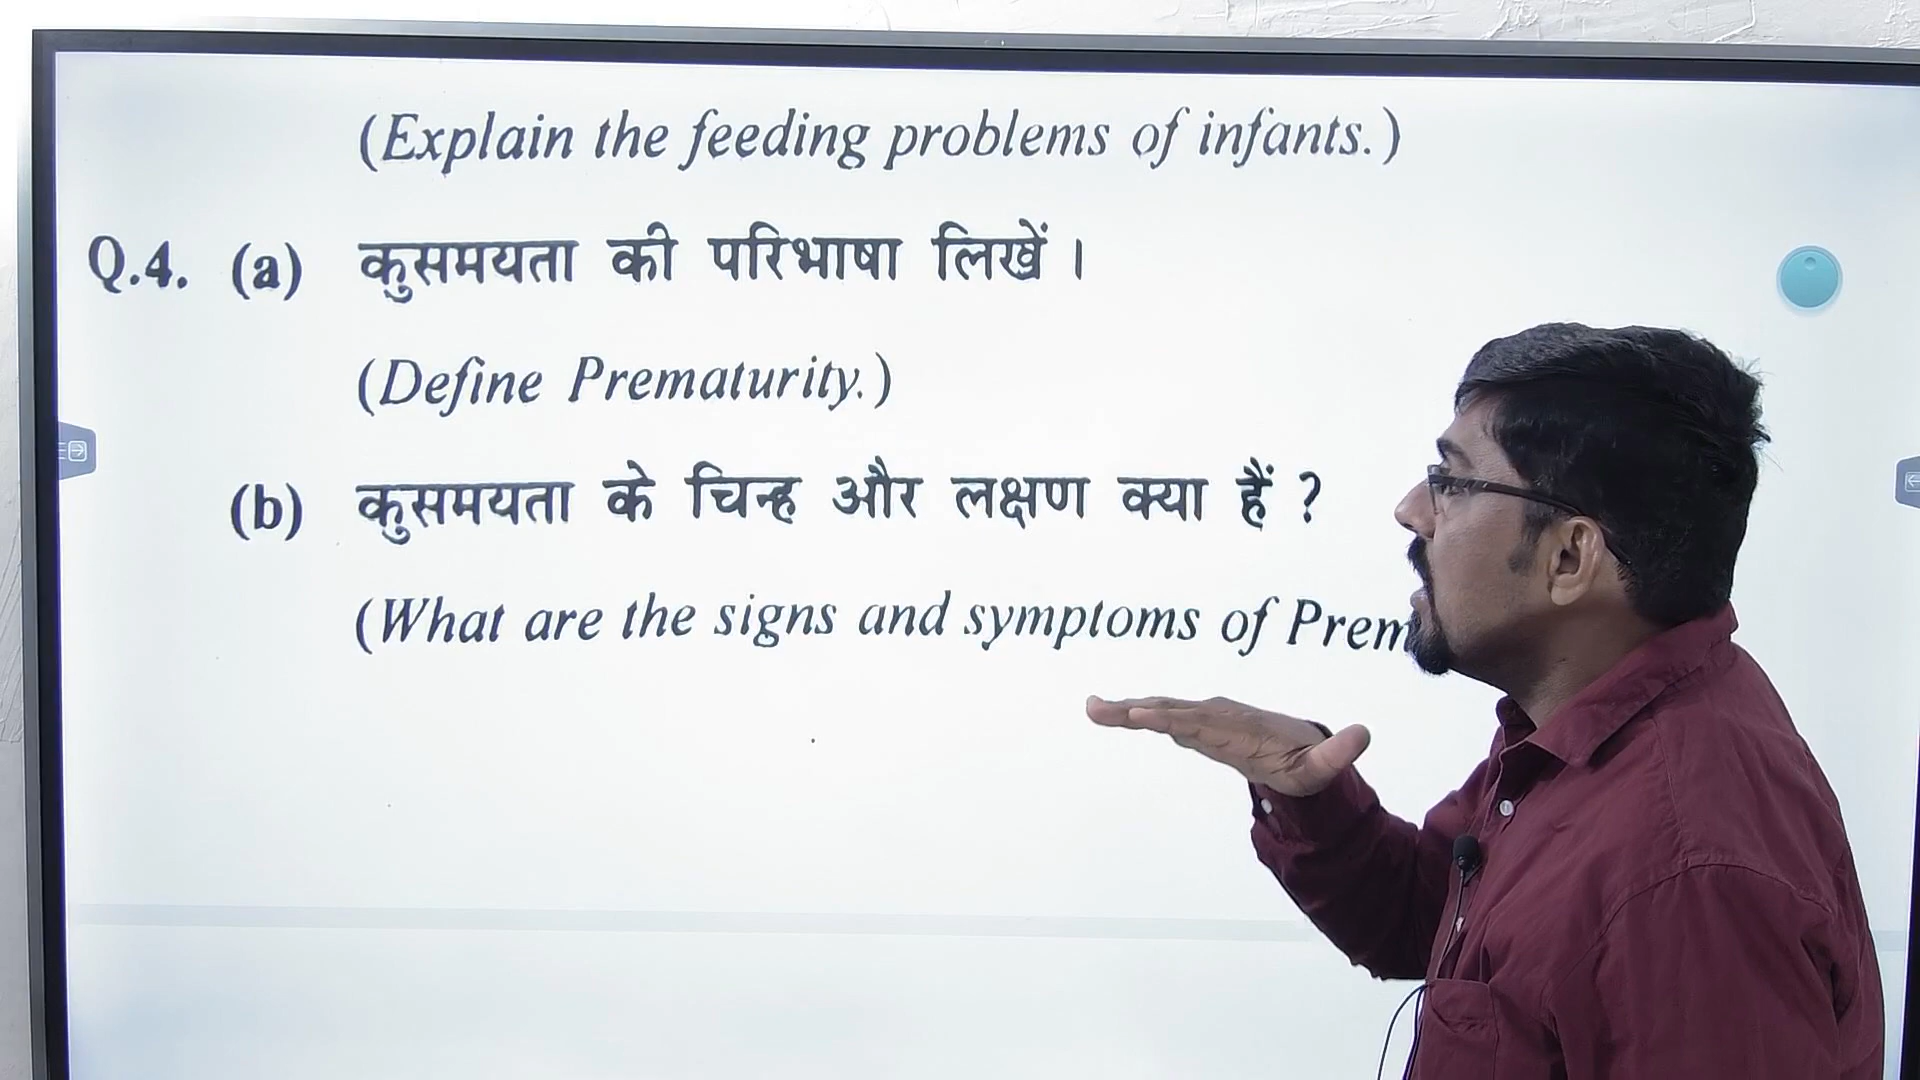 (Explain the feeding problems of infants.)
Q.4. (a) कुसमयता की परिभाषा लिखें ।
(Define Prematurity.)
(b) कुसमयता के चिन्ह और लक्षण क्या हैं ?
(What are the signs and symptoms of